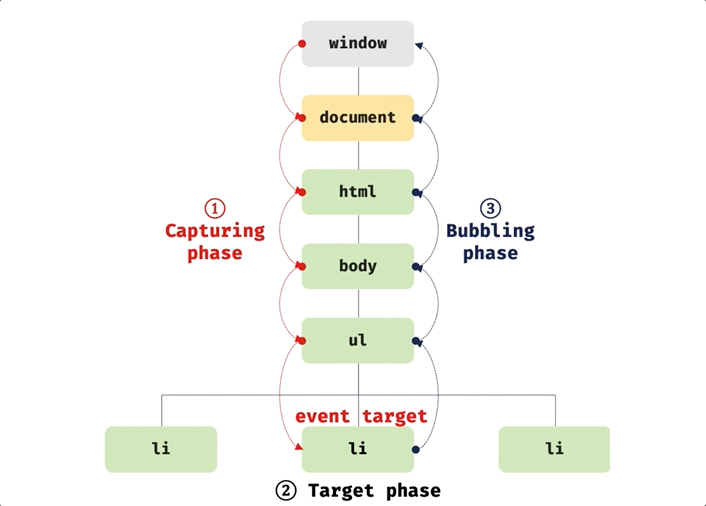 window
document
html
①
Capturing
phase
③
Bubbling
phase
body
ul
event target
li
li
li
② Target phase